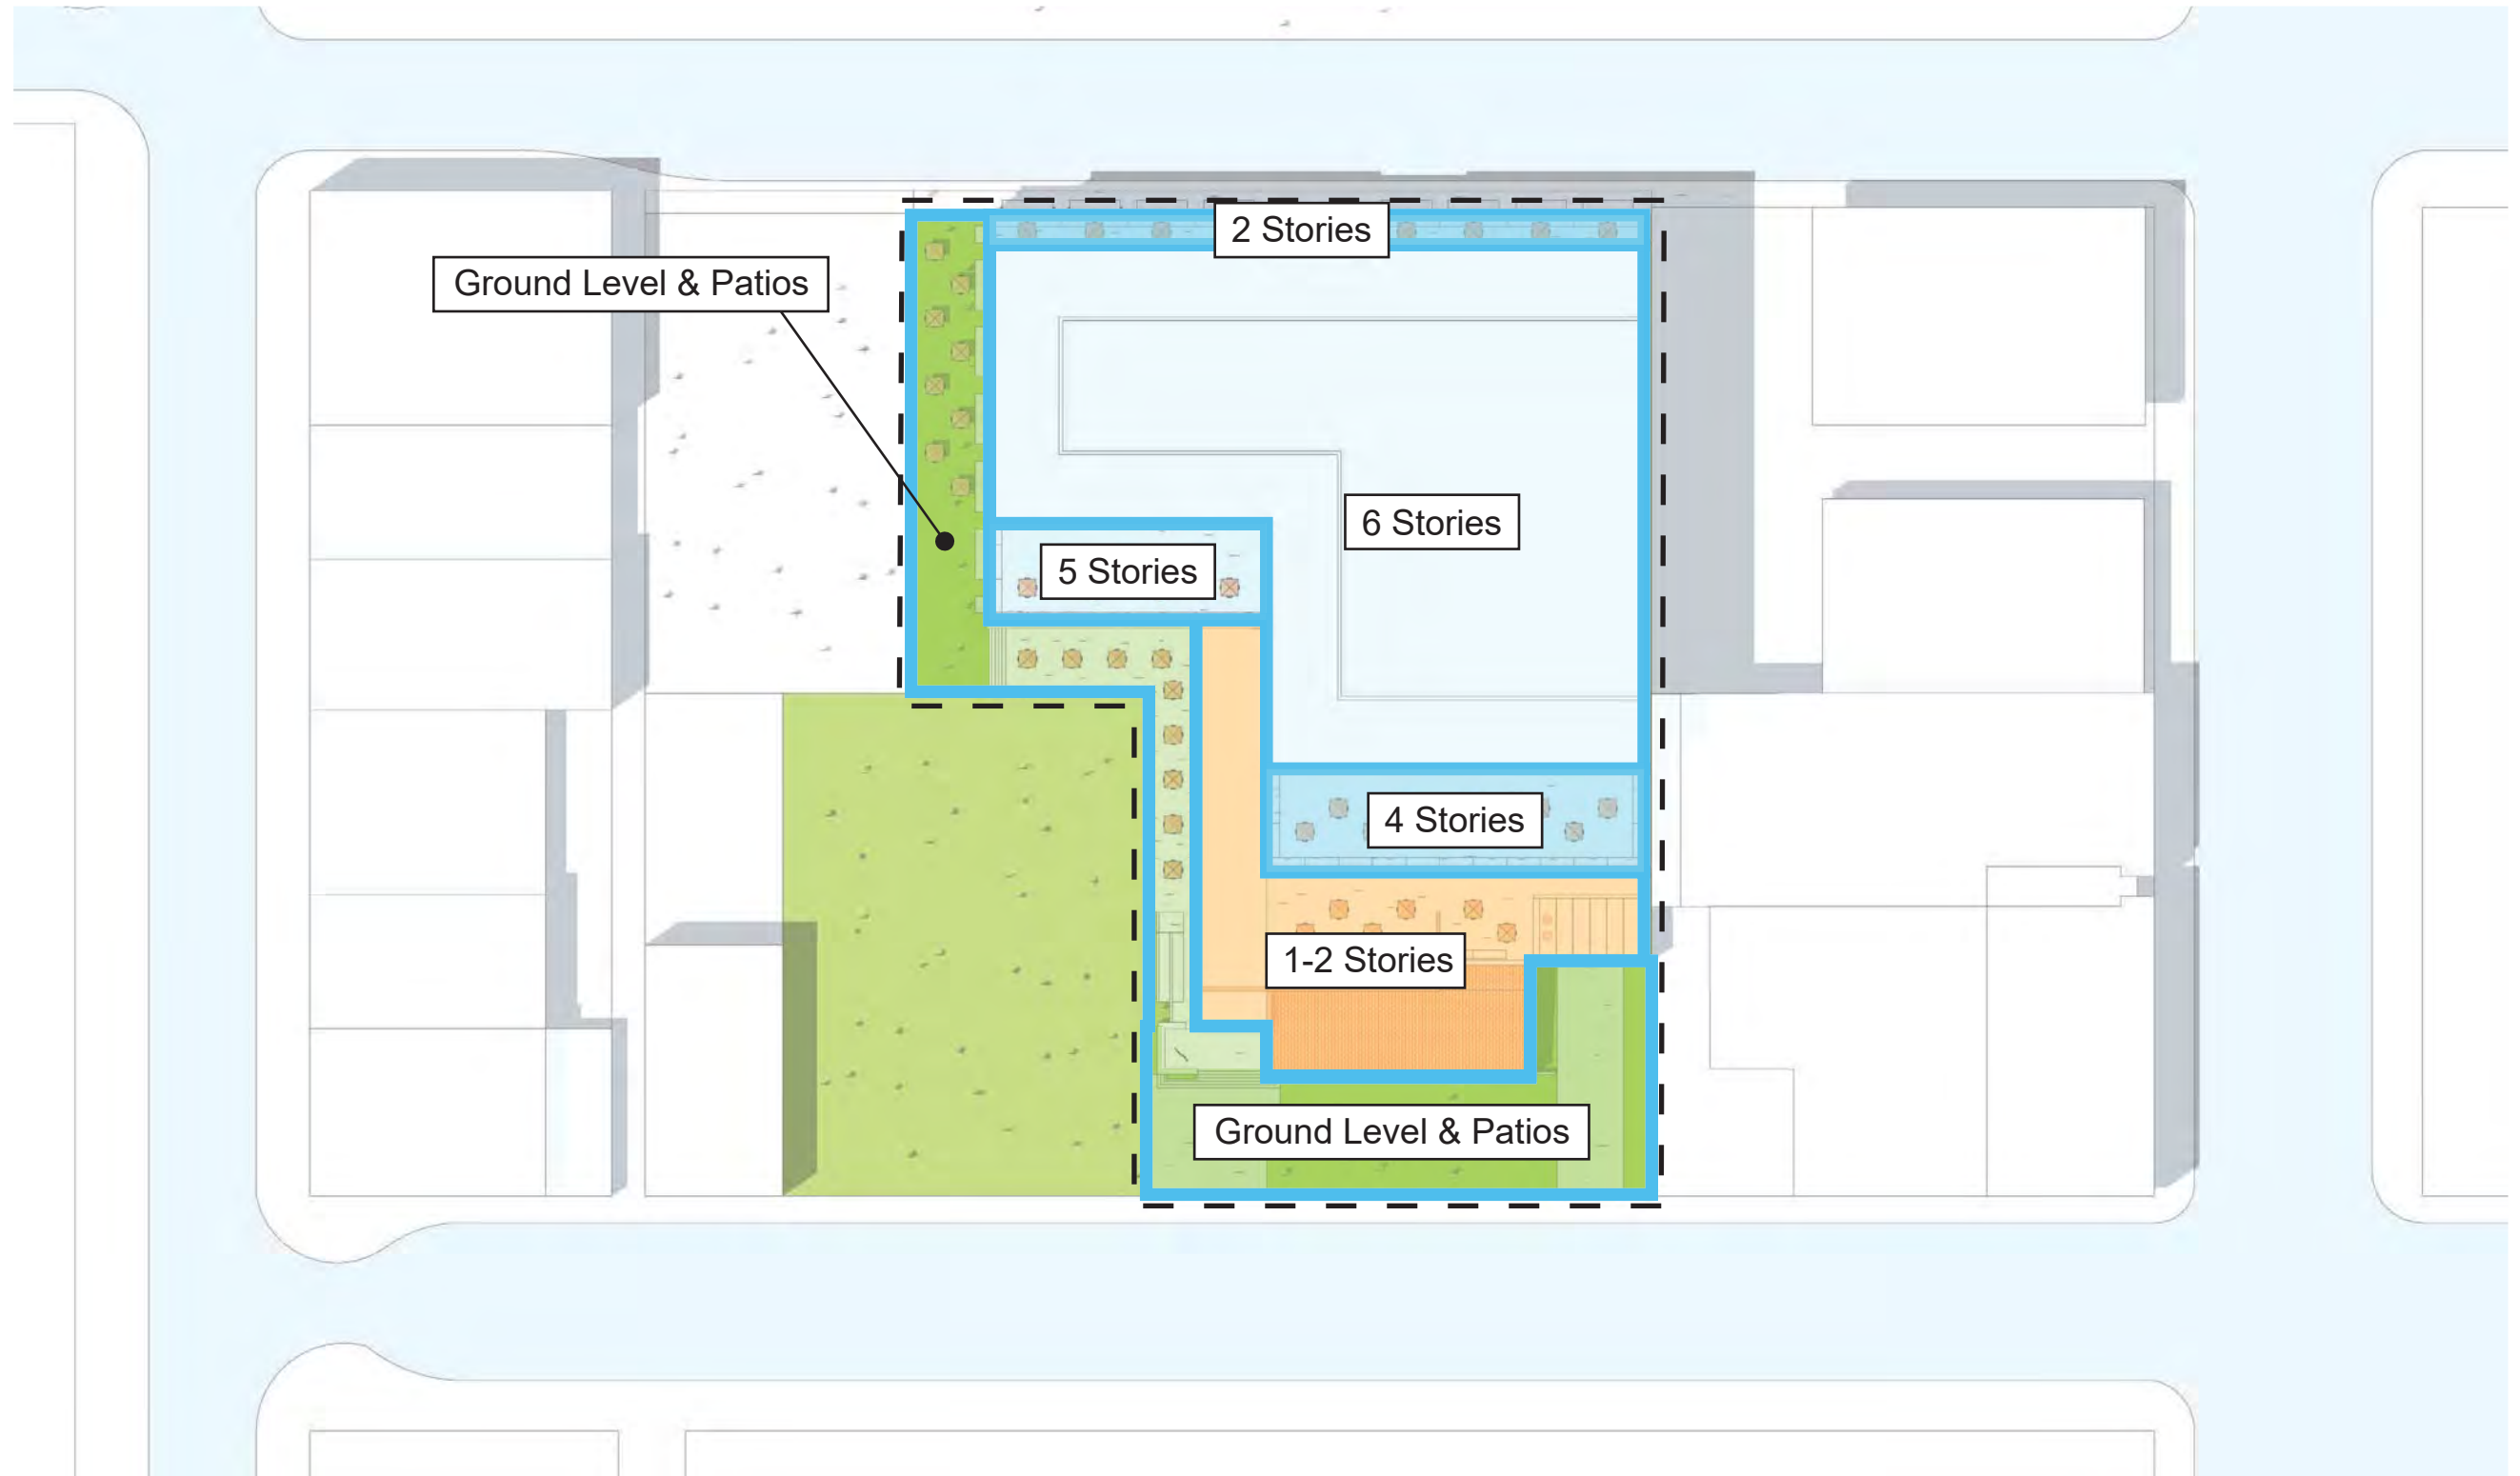 2 Stories
Ground Level & Patios
6 Stories
5 Stories
4 Stories
1-2 Stories
Ground Level & Patios